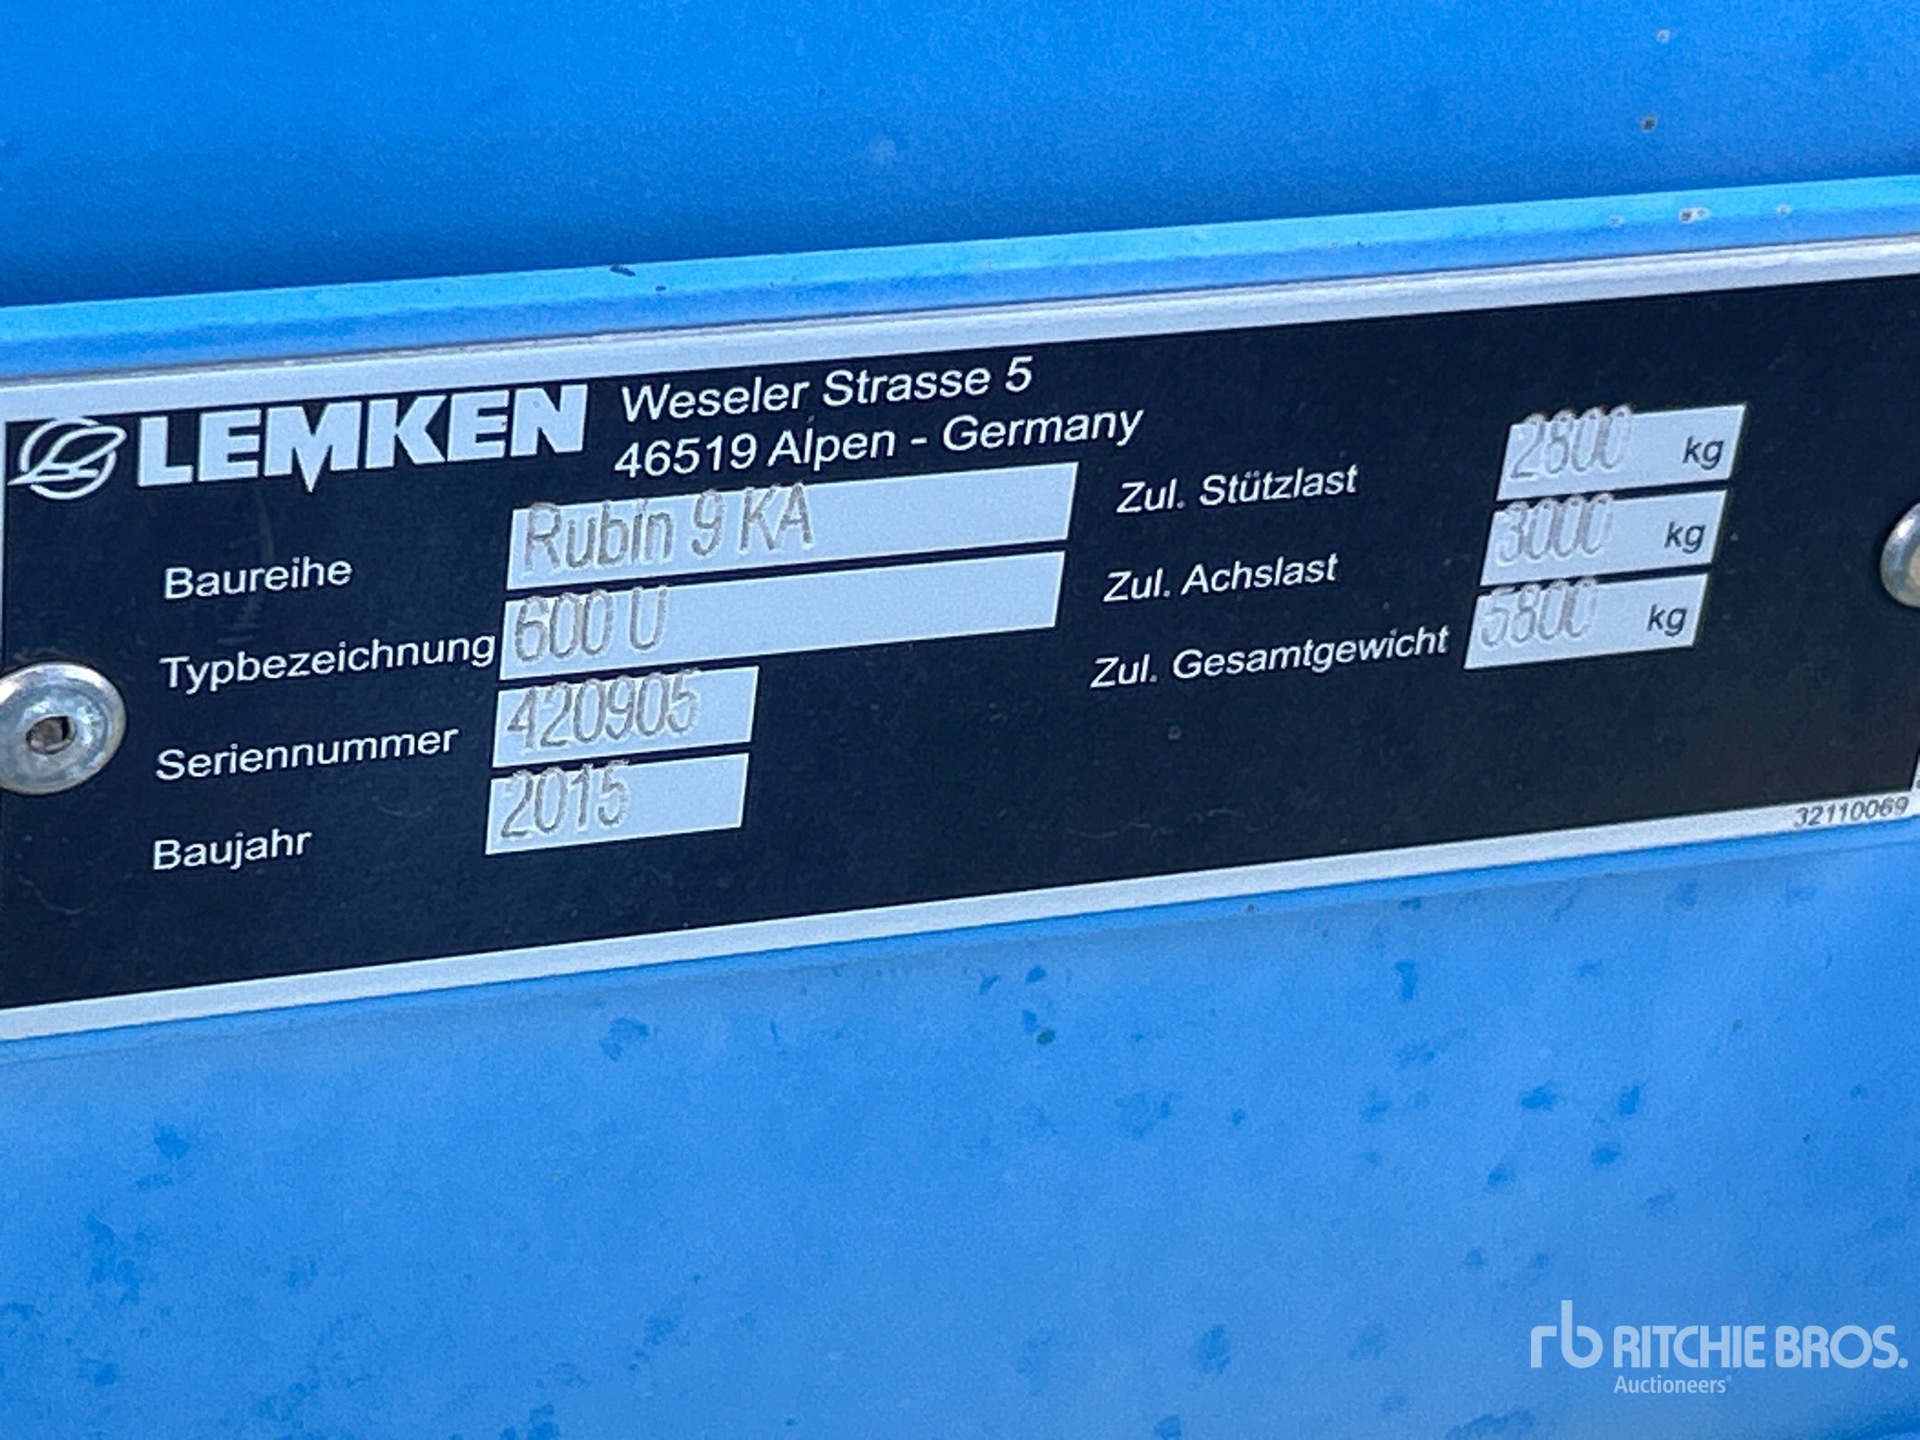 LEMKEN
Weseler Strasse 5
46519 Alpen - Germany
Baureihe Rubin 9 KA
Typbezeichnung 600 U
Seriennummer 420905
Baujahr 2015
Zul. Stützlast 2800 kg
Zul. Achslast 3000 kg
Zul. Gesamtgewicht 5800 kg
32110069
rb RITCHIE BROS.
Auctioneers